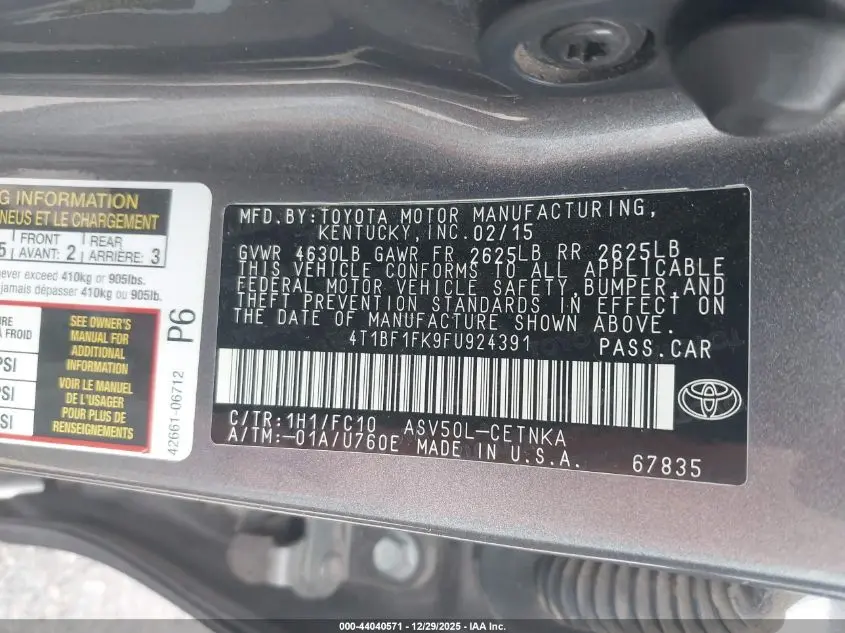 G INFORMATION
NEUS ET LE CHARGEMENT
5 FRONT AVANT: 2 REAR ARRIÈRE: 3
never exceed 410kg or 905lbs.
jamais dépasser 410kg ou 905lb.
URE
A FROID
PSI
PSI
PSI
SEE OWNER'S
MANUAL FOR
ADDITIONAL
INFORMATION
VOIR LE MANUEL
DE L'USAGER
POUR PLUS DE
RENSEIGNEMENTS
P6
42661-06712
MFD.BY:TOYOTA MOTOR MANUFACTURING,
KENTUCKY,INC.02/15
GVWR 4630LB GAWR FR 2625LB RR 2625LB
THIS VEHICLE CONFORMS TO ALL APPLICABLE
FEDERAL MOTOR VEHICLE SAFETY, BUMPER,AND
THEFT PREVENTION STANDARDS IN EFFECT ON
THE DATE OF MANUFACTURE SHOWN ABOVE.
4T1BF1FK9FU924391 PASS.CAR
C/TR:1H1/FC10 ASV50L-CETNKA
A/TM:-01A/U760E MADE IN U.S.A.
67835
000-44040571 - 12/29/2025 - IAA Inc.